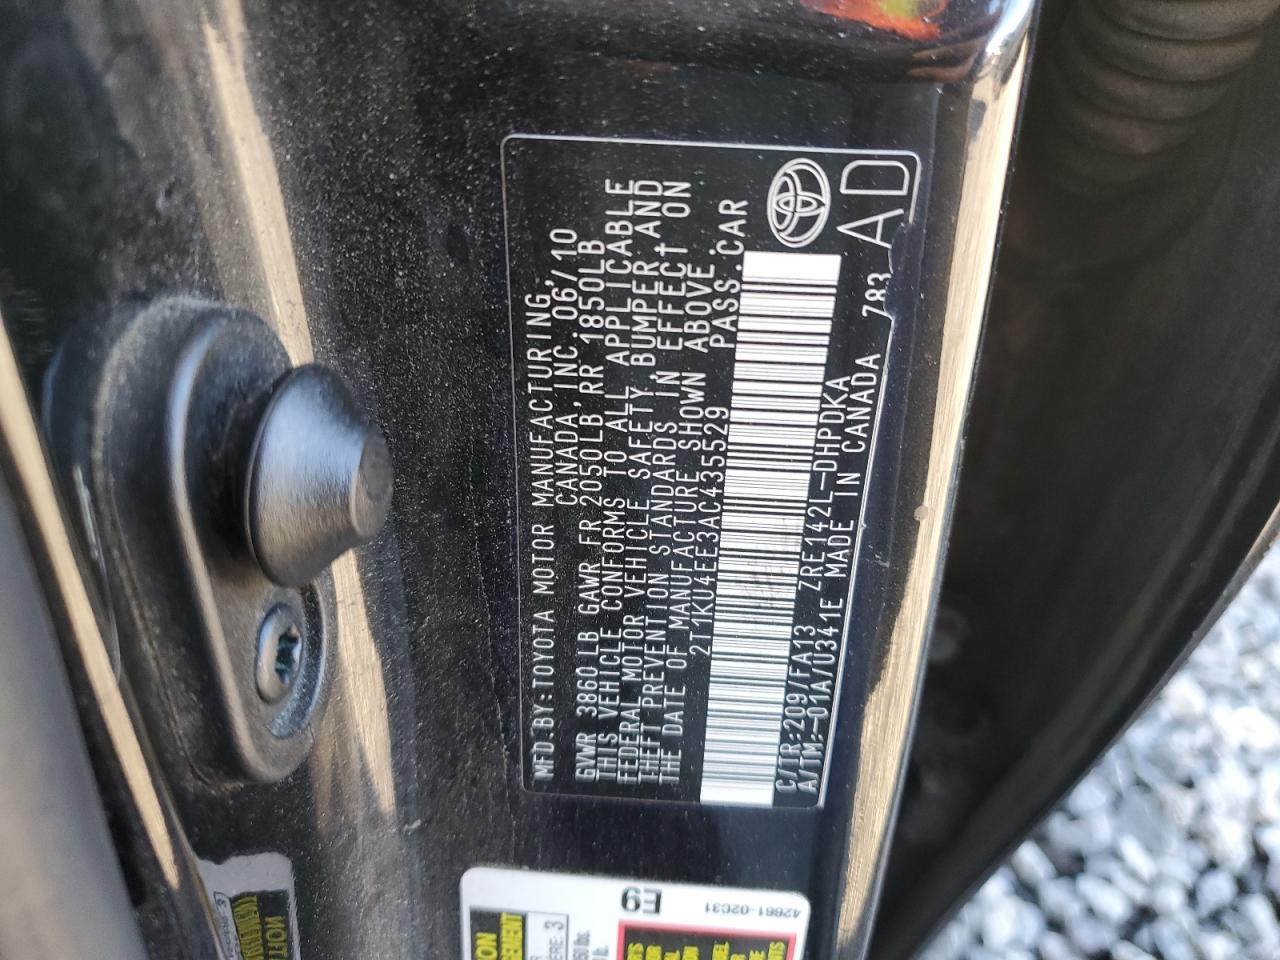 MFD.BY:TOYOTA MOTOR MANUFACTURING,
CANADA,INC. 06/10
GVWR 3860LB GAWR FR 2050LB RR 1850LB
THIS VEHICLE CONFORMS TO ALL APPLICABLE
FEDERAL MOTOR VEHICLE SAFETY, BUMPER,AND
THEFT PREVENTION STANDARDS IN EFFECT ON
THE DATE OF MANUFACTURE SHOWN ABOVE.
2T1KU4EE3AC435529 PASS.CAR
C/TR:209/FA13 ZRE142L-DHPDKA
A/TM:-01A/U341E MADE IN CANADA 783
AD
E9
42661-02C31